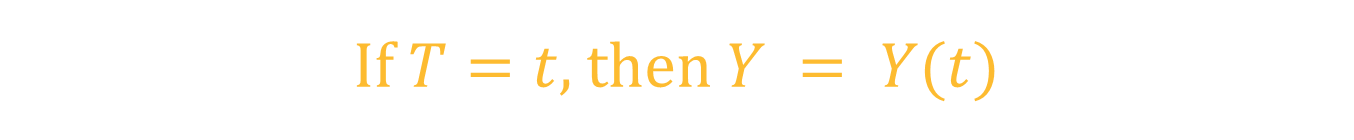 If T = t, then Y = Y(t)